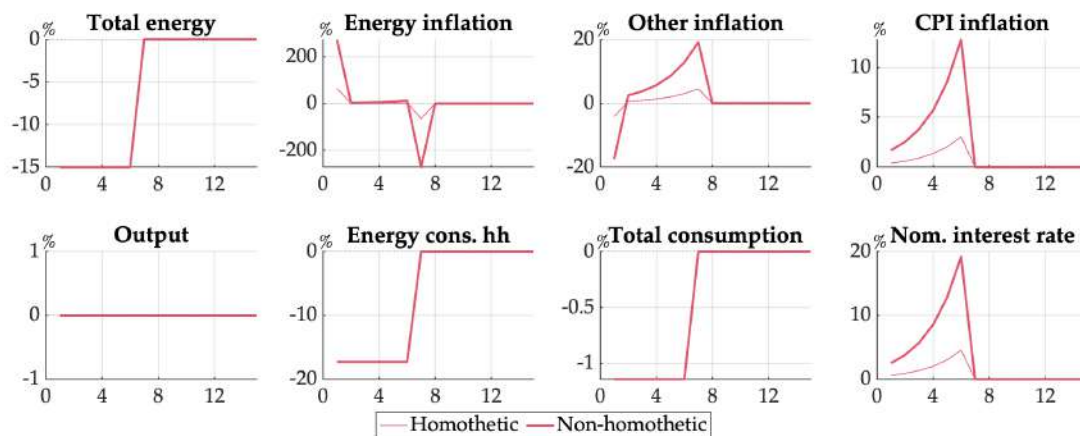 Total energy
Energy inflation
Other inflation
CPI inflation
%
%
%
%
0
-5
-10
-15
0 4 8 12
200
0
-200
0 4 8 12
20
0
-20
0 4 8 12
10
5
0
0 4 8 12
Output
Energy cons. hh
Total consumption
Nom. interest rate
%
%
%
%
1
0
-1
0 4 8 12
0
-10
-20
0 4 8 12
0
-0.5
-1
0 4 8 12
20
10
0
0 4 8 12
Homothetic Non-homothetic